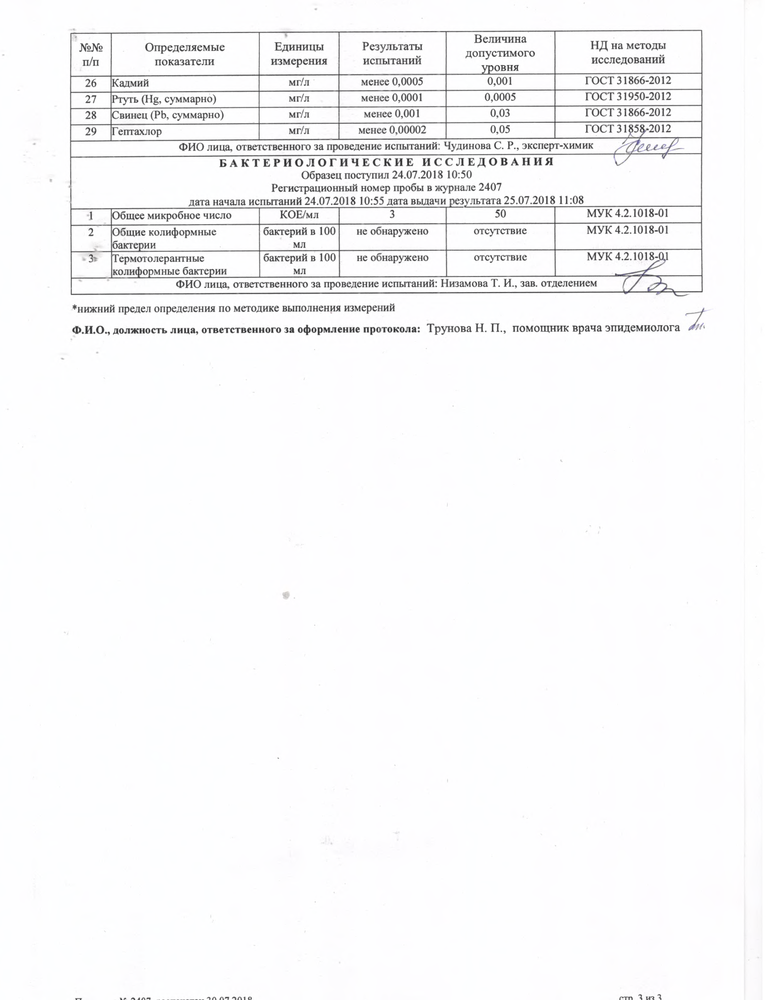 №№ п/п Определяемые показатели Единицы измерения Результаты испытаний Величина допустимого уровня НД на методы исследований
26 Кадмий мг/л менее 0,0005 0,001 ГОСТ 31866-2012
27 Ртуть (Hg, суммарно) мг/л менее 0,0001 0,0005 ГОСТ 31950-2012
28 Свинец (Pb, суммарно) мг/л менее 0,001 0,03 ГОСТ 31866-2012
29 Гептахлор мг/л менее 0,00002 0,05 ГОСТ 31858-2012
ФИО лица, ответственного за проведение испытаний: Чудинова С. Р., эксперт-химик
БАКТЕРИОЛОГИЧЕСКИЕ ИССЛЕДОВАНИЯ
Образец поступил 24.07.2018 10:50
Регистрационный номер пробы в журнале 2407
дата начала испытаний 24.07.2018 10:55 дата выдачи результата 25.07.2018 11:08
1 Общее микробное число КОЕ/мл 3 50 МУК 4.2.1018-01
2 Общие колиформные бактерии бактерий в 100 мл не обнаружено отсутствие МУК 4.2.1018-01
3 Термотолерантные колиформные бактерии бактерий в 100 мл не обнаружено отсутствие МУК 4.2.1018-01
ФИО лица, ответственного за проведение испытаний: Низамова Т. И., зав. отделением
*нижний предел определения по методике выполнения измерений
Ф.И.О., должность лица, ответственного за оформление протокола: Трунова Н. П., помощник врача эпидемиолога
№ 2407 30.07.2018
стр. 3 из 3